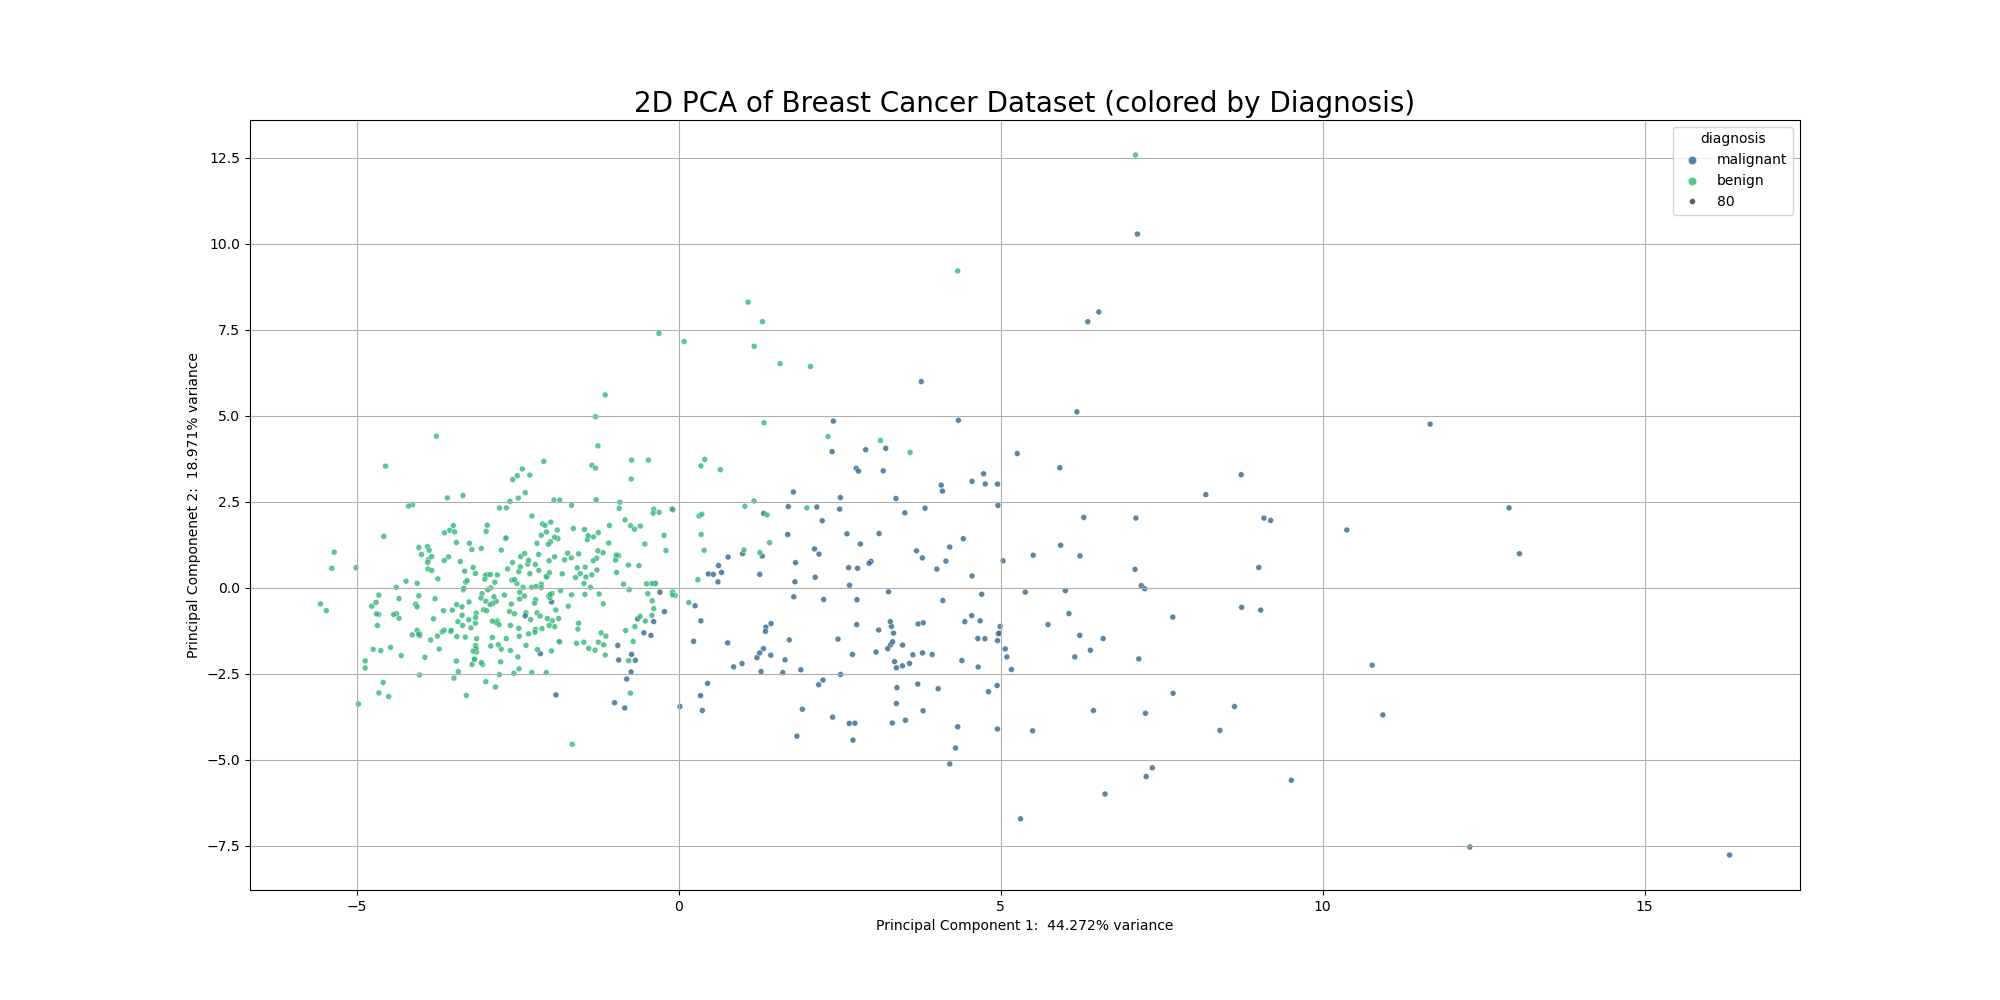 2D PCA of Breast Cancer Dataset (colored by Diagnosis)
diagnosis
malignant
benign
80
12.5
10.0
7.5
5.0
2.5
0.0
−2.5
−5.0
−7.5
Principal Componenet 2:  18.971% variance
−5
0
5
10
15
Principal Component 1:  44.272% variance